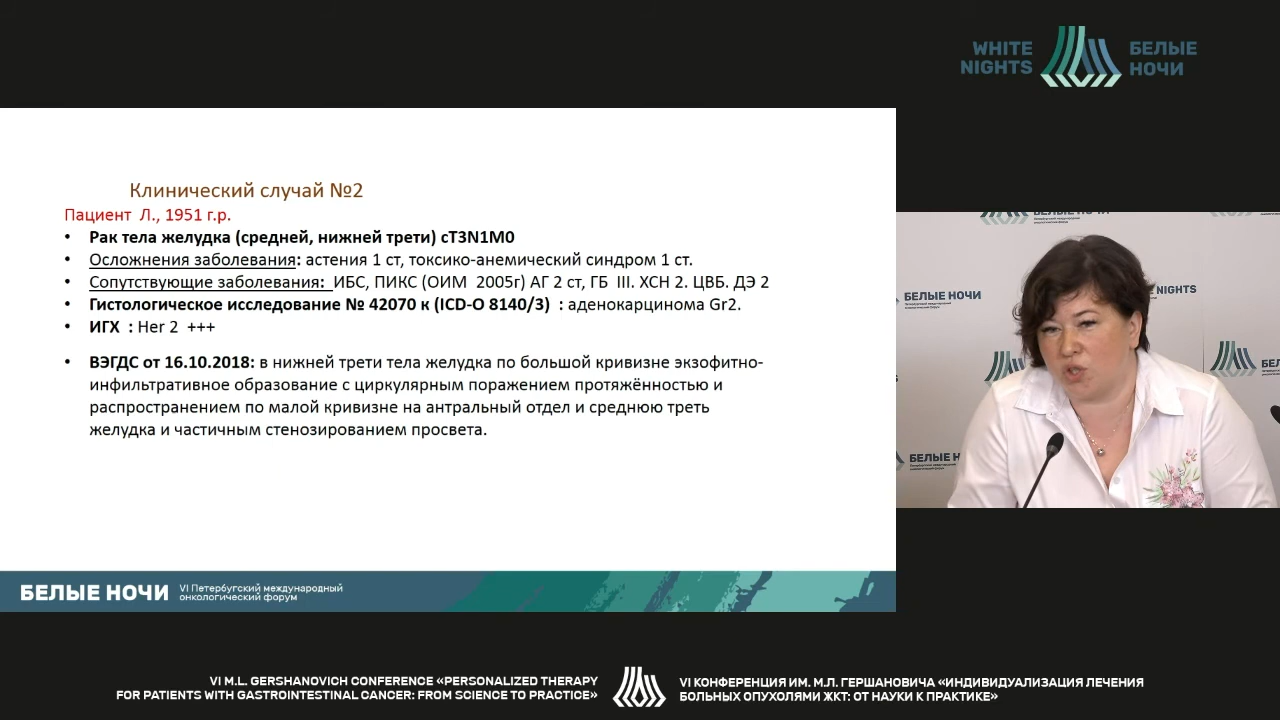 WHITE
NIGHTS
БЕЛЫЕ
НОЧИ
Клинический случай №2
Пациент Л., 1951 г.р.
• Рак тела желудка (средней, нижней трети) cT3N1M0
• Осложнения заболевания: астения 1 ст, токсико-анемический синдром 1 ст.
• Сопутствующие заболевания: ИБС, ПИКС (ОИМ 2005г) АГ 2 ст, ГБ III. ХСН 2. ЦВБ. ДЭ 2
• Гистологическое исследование № 42070 к (ICD-O 8140/3) : аденокарцинома Gr2.
• ИГХ : Her 2 +++
• ВЭГДС от 16.10.2018: в нижней трети тела желудка по большой кривизне экзофитно-
инфильтративное образование с циркулярным поражением протяжённостью и
распространением по малой кривизне на антральный отдел и среднюю треть
желудка и частичным стенозированием просвета.
БЕЛЫЕ НОЧИ
VI Петербугский международный
онкологический форум
БЕЛЫЕ НОЧИ
NIGHTS
БЕЛЫЕ Н
VI M.L. GERSHANOVICH CONFERENCE «PERSONALIZED THERAPY
FOR PATIENTS WITH GASTROINTESTINAL CANCER: FROM SCIENCE TO PRACTICE»
VI КОНФЕРЕНЦИЯ ИМ. М.Л. ГЕРШАНОВИЧА «ИНДИВИДУАЛИЗАЦИЯ ЛЕЧЕНИЯ
БОЛЬНЫХ ОПУХОЛЯМИ ЖКТ: ОТ НАУКИ К ПРАКТИКЕ»